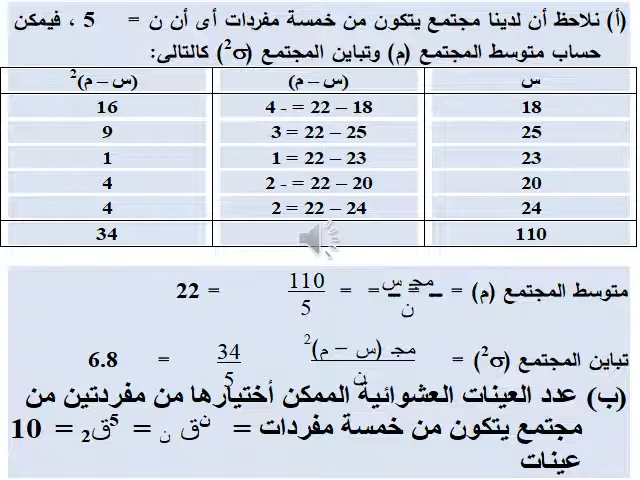 (أ) نلاحظ أن لدينا مجتمع يتكون من خمسة مفردات أى أن ن = 5 ، فيمكن
حساب متوسط المجتمع (م) وتباين المجتمع (σ²) كالتالى:
س (س – م) (س – م)²
18 18 – 22 = - 4 16
25 25 – 22 = 3 9
23 23 – 22 = 1 1
20 20 – 22 = - 2 4
24 24 – 22 = 2 4
110 34
متوسط المجتمع (م) = مجـ س / ن = 110 / 5 = 22
تباين المجتمع (σ²) = مجـ (س – م)² / ن = 34 / 5 = 6.8
(ب) عدد العينات العشوائية الممكن أختيارها من مفردتين من
مجتمع يتكون من خمسة مفردات = نق ن = 5ق2 = 10
عينات